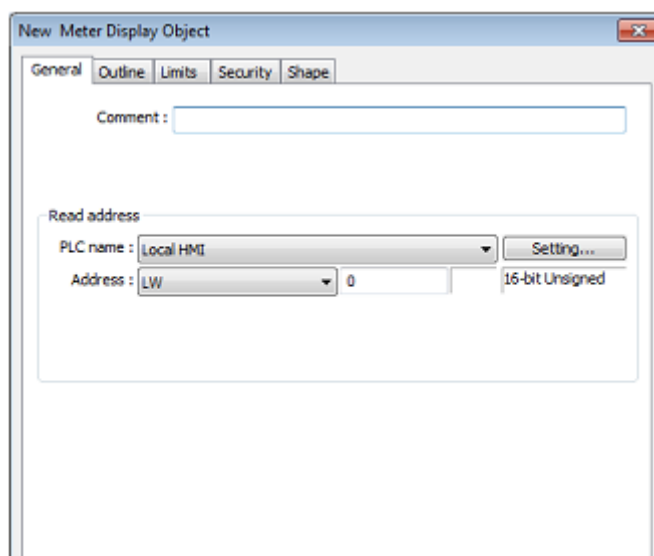 New Meter Display Object
General Outline Limits Security Shape
Comment :
Read address
PLC name : Local HMI Setting...
Address : LW 0 16-bit Unsigned